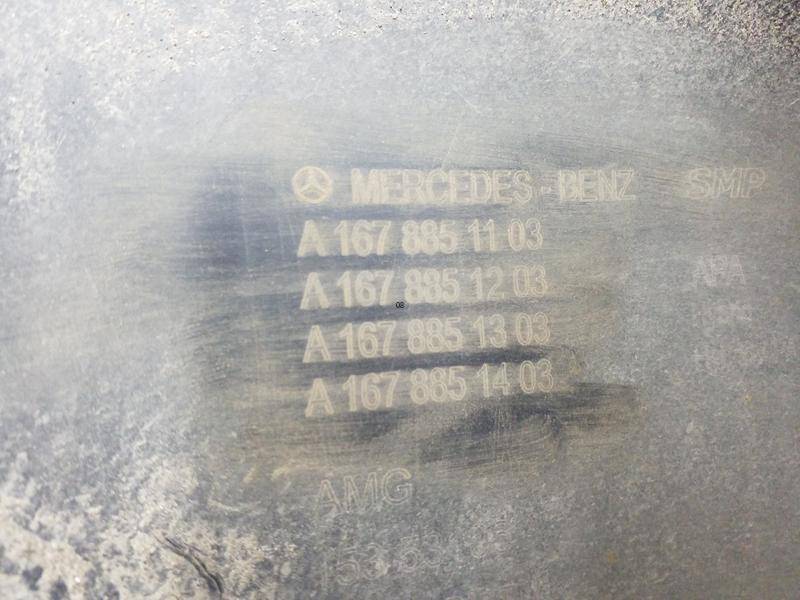 MERCEDES-BENZ SMP
A 167 885 11 03
A 167 885 12 03
A 167 885 13 03
A 167 885 14 03
AMG